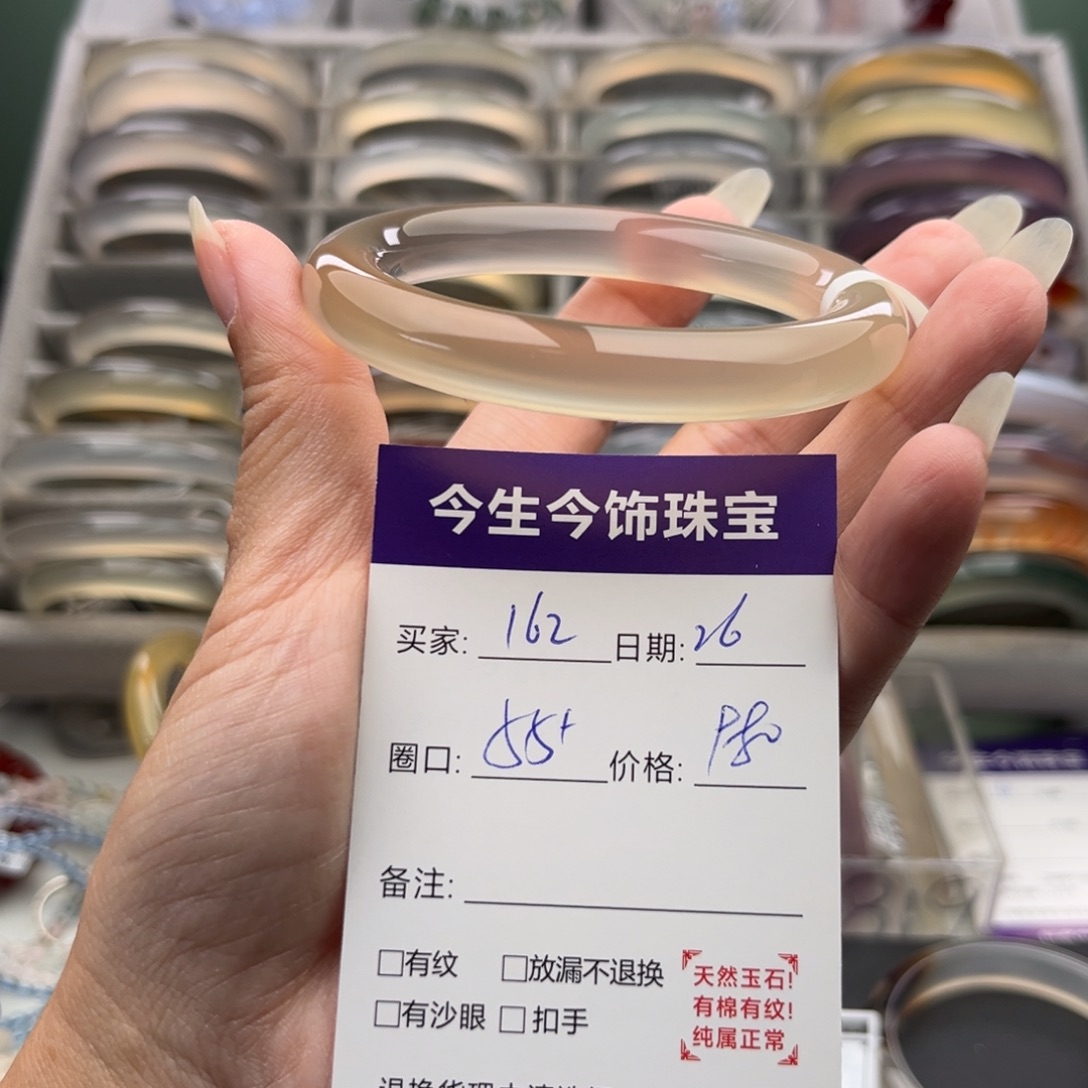 今生今饰珠宝
买家: 162 日期: 26
圈口: 55+ 价格:
备注:
□有纹 □放漏不退换
□有沙眼 □扣手
天然玉石!
有棉有纹!
纯属正常